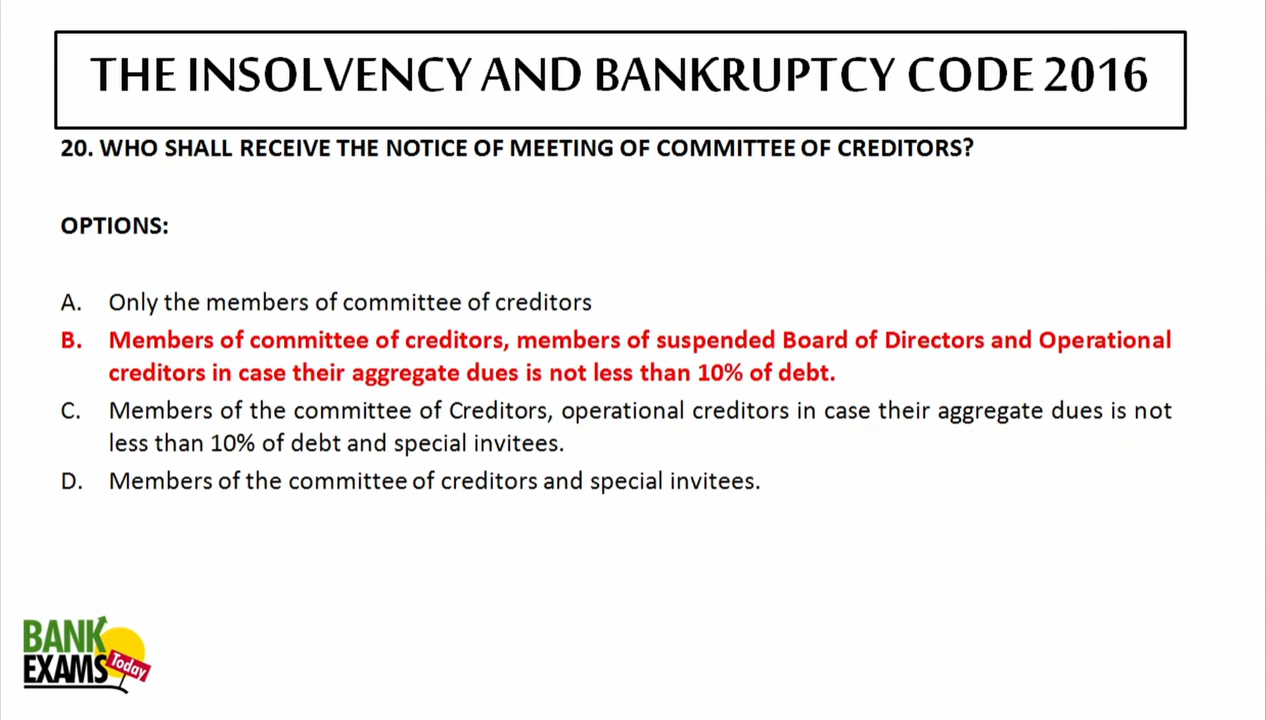 THE INSOLVENCY AND BANKRUPTCY CODE 2016
20. WHO SHALL RECEIVE THE NOTICE OF MEETING OF COMMITTEE OF CREDITORS?
OPTIONS:
A. Only the members of committee of creditors
B. Members of committee of creditors, members of suspended Board of Directors and Operational
creditors in case their aggregate dues is not less than 10% of debt.
C. Members of the committee of Creditors, operational creditors in case their aggregate dues is not
less than 10% of debt and special invitees.
D. Members of the committee of creditors and special invitees.
BANK
EXAMS
Today